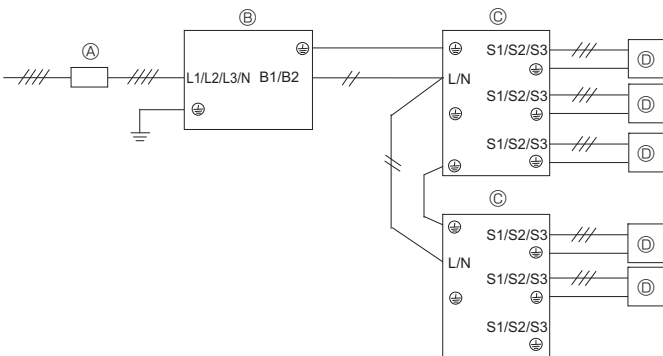 Ⓐ
Ⓑ
L1/L2/L3/N B1/B2
Ⓒ
L/N
S1/S2/S3 Ⓓ
S1/S2/S3 Ⓓ
S1/S2/S3 Ⓓ
Ⓒ
L/N
S1/S2/S3 Ⓓ
S1/S2/S3 Ⓓ
S1/S2/S3